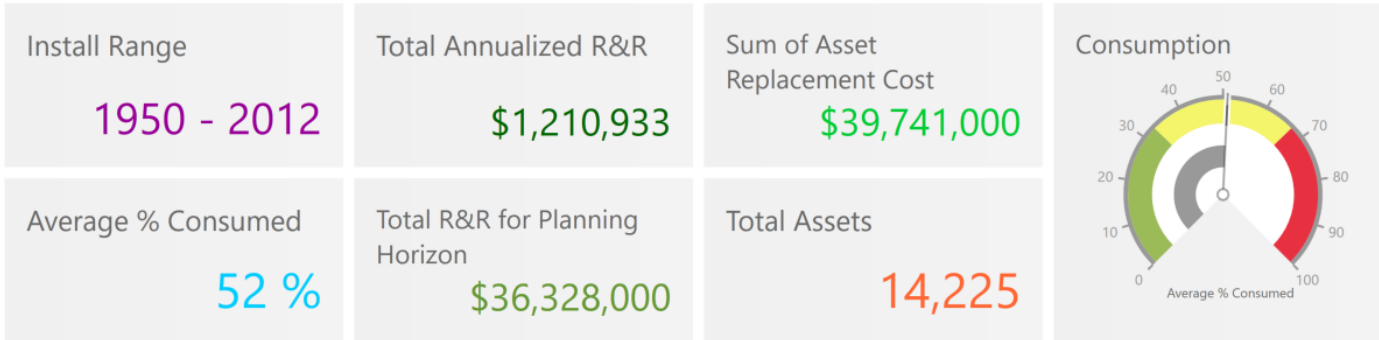 Install Range
1950 - 2012
Total Annualized R&R
$1,210,933
Sum of Asset
Replacement Cost
$39,741,000
Consumption
0
10
20
30
40
50
60
70
80
90
100
Average % Consumed
Average % Consumed
52 %
Total R&R for Planning
Horizon
$36,328,000
Total Assets
14,225